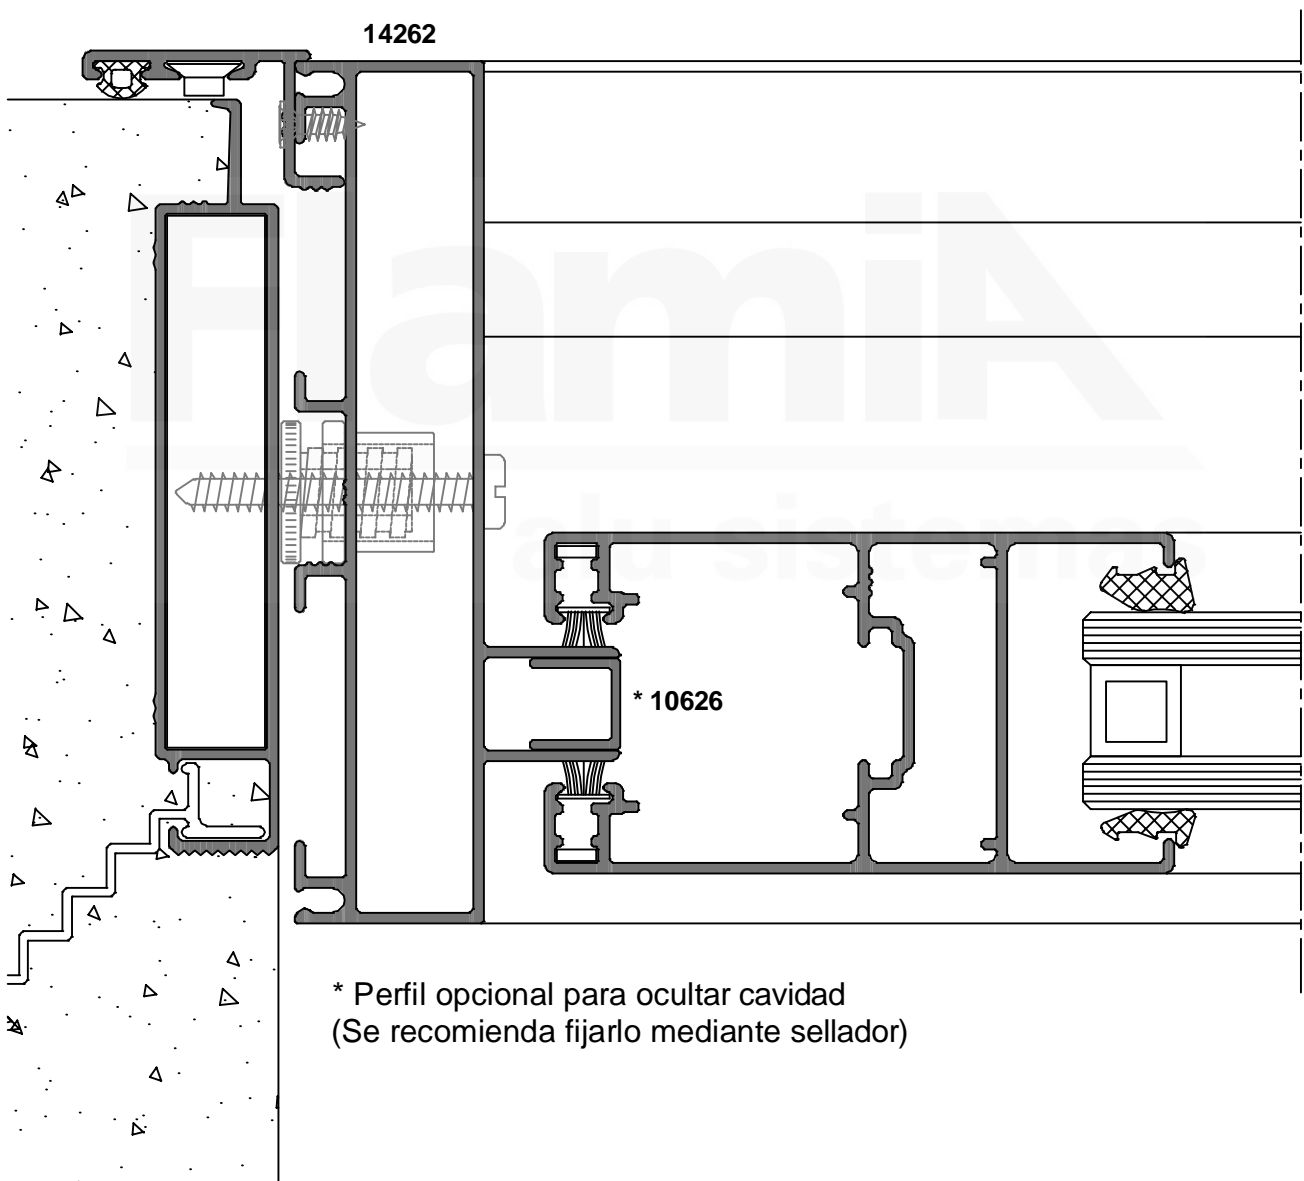 14262
FlamiA
alu sistemas
* 10626
* Perfil opcional para ocultar cavidad
(Se recomienda fijarlo mediante sellador)